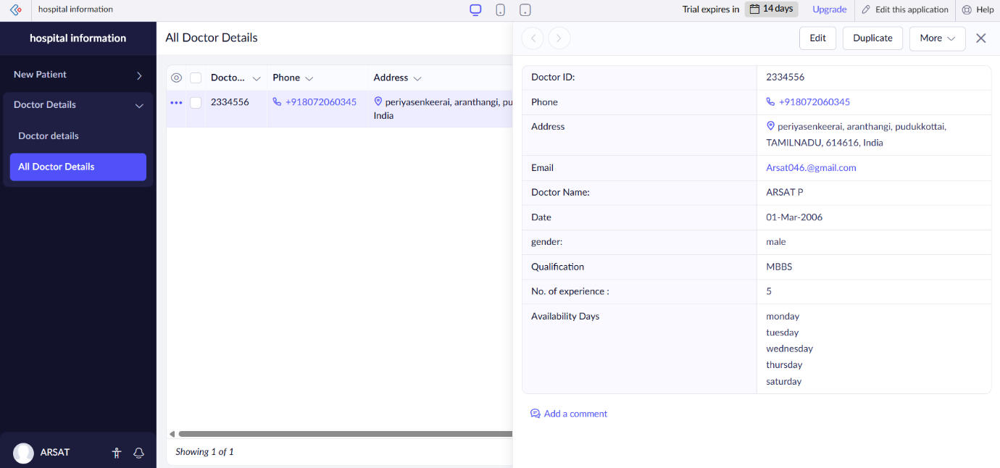 hospital information
Trial expires in 14 days Upgrade Edit this application Help
hospital information
New Patient
Doctor Details
Doctor details
All Doctor Details
ARSAT
All Doctor Details
Docto... Phone Address
2334556 +918072060345 periyasenkeerai, aranthangi, pu
India
Showing 1 of 1
Edit Duplicate More
Doctor ID: 2334556
Phone +918072060345
Address periyasenkeerai, aranthangi, pudukkottai,
TAMILNADU, 614616, India
Email Arsat046.@gmail.com
Doctor Name: ARSAT P
Date 01-Mar-2006
gender: male
Qualification MBBS
No. of experience : 5
Availability Days monday
tuesday
wednesday
thursday
saturday
Add a comment